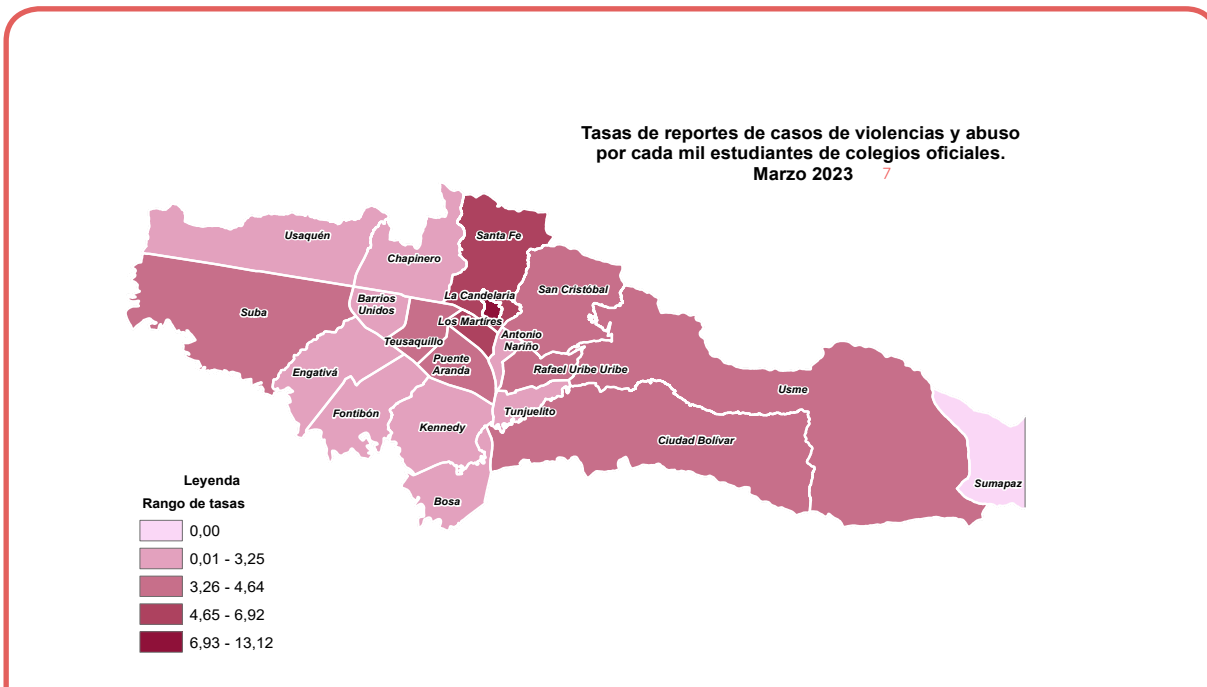 Tasas de reportes de casos de violencias y abuso
por cada mil estudiantes de colegios oficiales.
Marzo 2023 7
Usaquén
Santa Fe
Chapinero
San Cristóbal
La Candelaria
Barrios
Unidos
Suba
Los Martíres
Antonio
Nariño
Teusaquillo
Puente
Aranda
Rafael Uribe Uribe
Engativá
Usme
Fontibón
Tunjuelito
Kennedy
Ciudad Bolívar
Sumapaz
Bosa
Leyenda
Rango de tasas
0,00
0,01 - 3,25
3,26 - 4,64
4,65 - 6,92
6,93 - 13,12